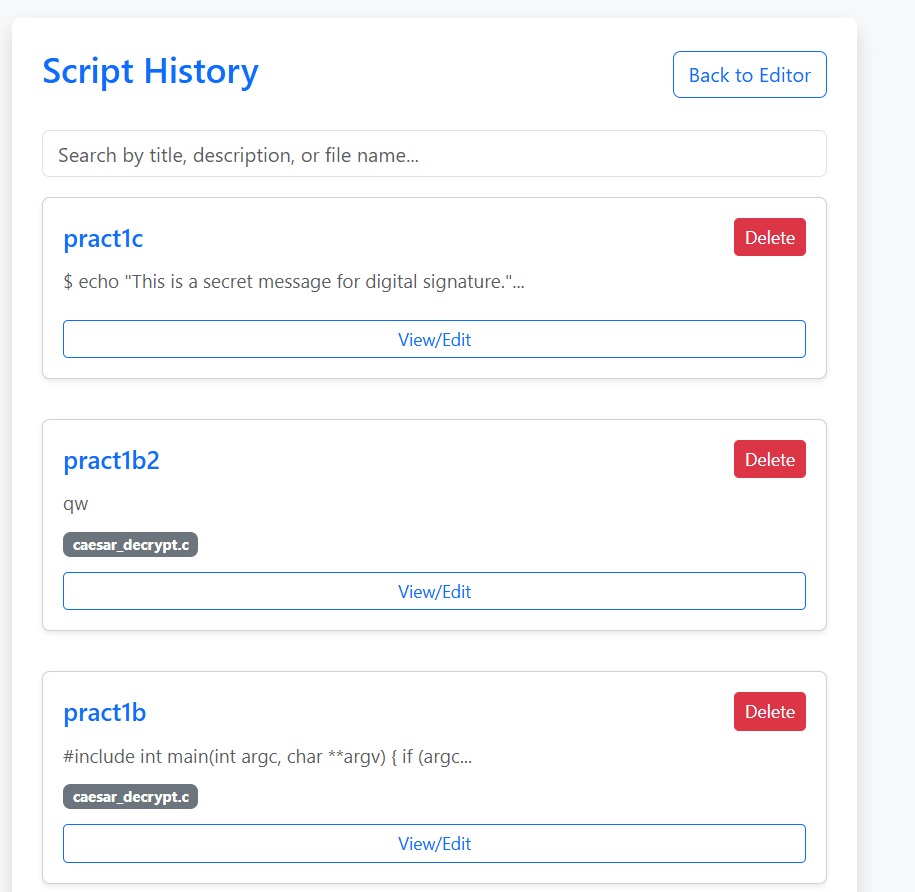 Script History
Back to Editor
Search by title, description, or file name...
pract1c
Delete
$ echo "This is a secret message for digital signature."...
View/Edit
pract1b2
Delete
qw
caesar_decrypt.c
View/Edit
pract1b
Delete
#include int main(int argc, char **argv) { if (argc...
caesar_decrypt.c
View/Edit